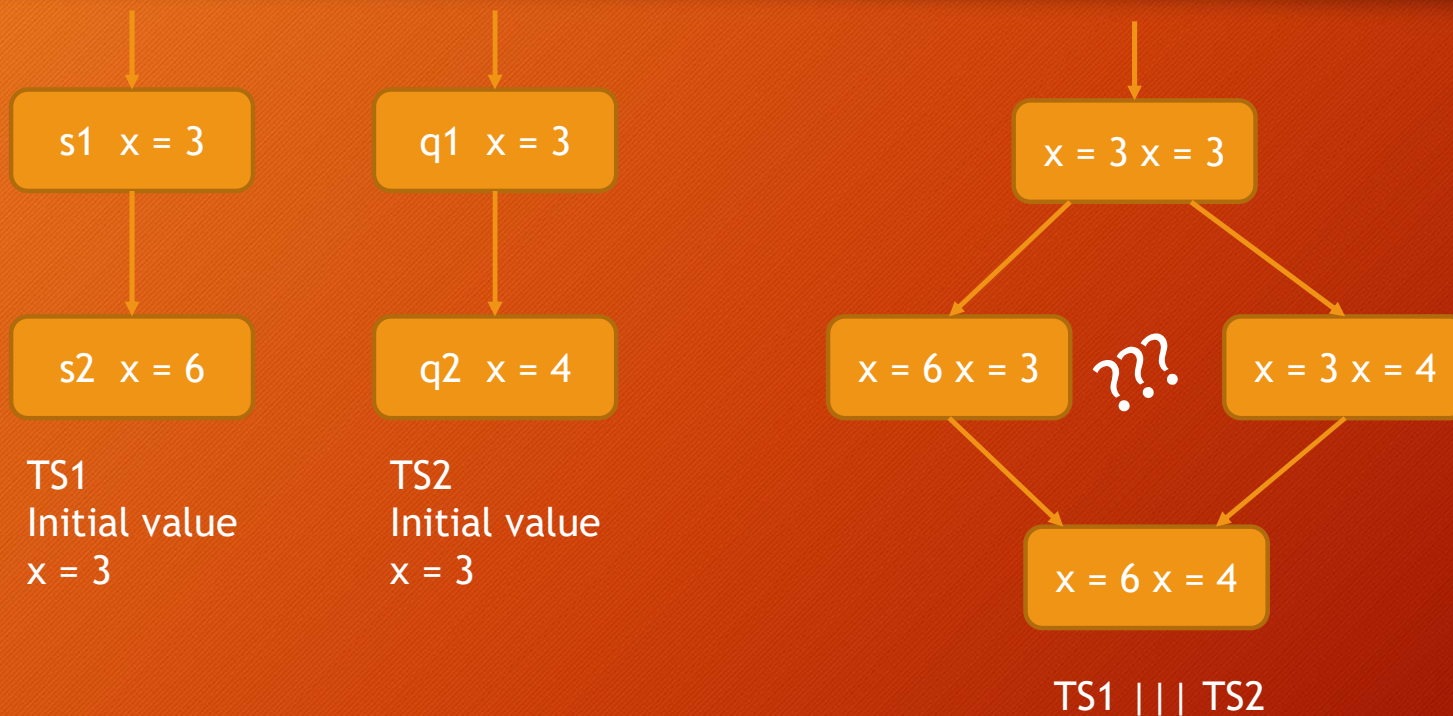 s1 x = 3
q1 x = 3
x = 3 x = 3
s2 x = 6
q2 x = 4
x = 6 x = 3
???
x = 3 x = 4
TS1
Initial value
x = 3
TS2
Initial value
x = 3
x = 6 x = 4
TS1 ||| TS2